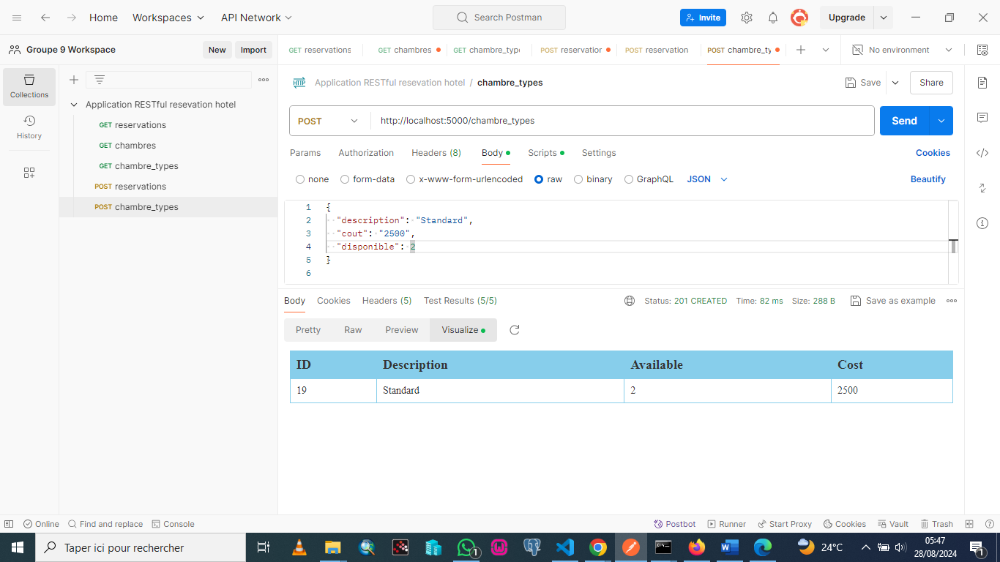 Home Workspaces API Network Search Postman Invite Upgrade
Groupe 9 Workspace New Import GET reservations GET chambres GET chambre_typ POST reservation POST reservation POST chambre_ty No environment
Collections
History
Application RESTful resevation hotel
GET reservations
GET chambres
GET chambre_types
POST reservations
POST chambre_types
HTTP Application RESTful resevation hotel / chambre_types Save Share
POST http://localhost:5000/chambre_types Send
Params Authorization Headers (8) Body Scripts Settings Cookies
none form-data x-www-form-urlencoded raw binary GraphQL JSON Beautify
1 {
2 "description": "Standard",
3 "cout": "2500",
4 "disponible": 2
5 }
6
Body Cookies Headers (5) Test Results (5/5) Status: 201 CREATED Time: 82 ms Size: 288 B Save as example
Pretty Raw Preview Visualize
ID Description Available Cost
19 Standard 2 2500
Online Find and replace Console Postbot Runner Start Proxy Cookies Vault Trash
Taper ici pour rechercher 1 24°C 05:47
28/08/2024 1